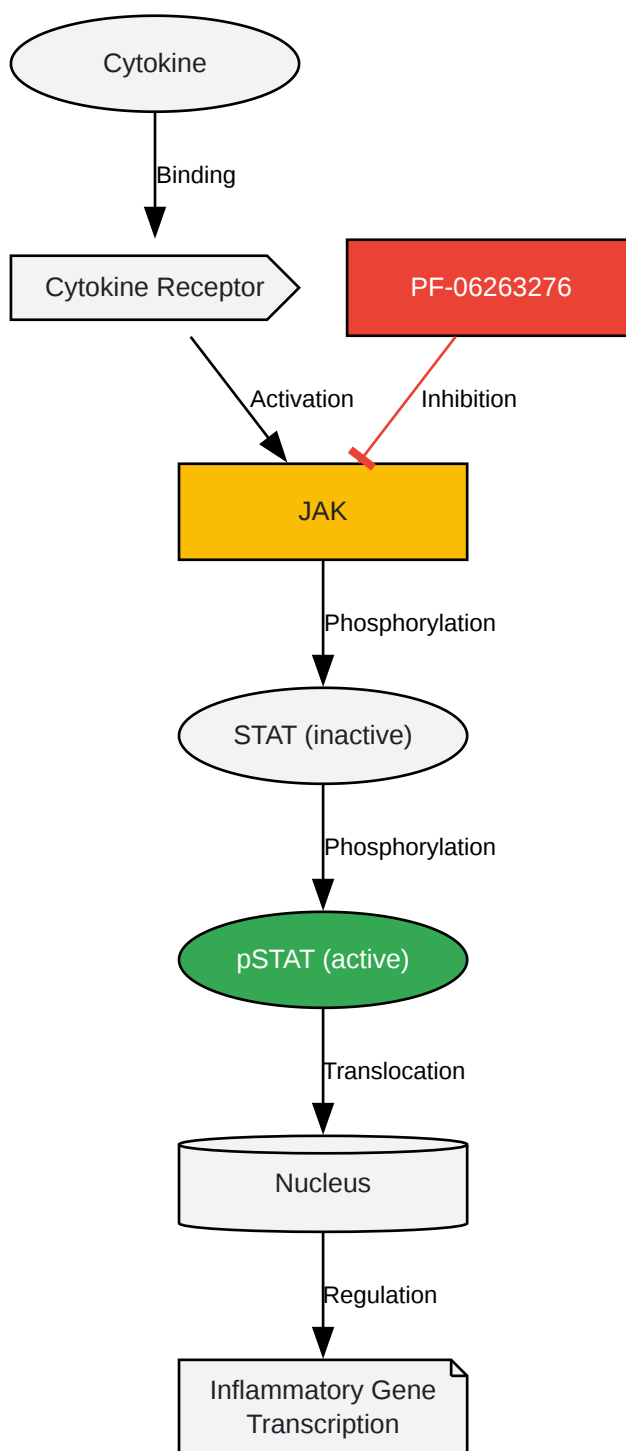 Cytokine
Binding
Cytokine Receptor
PF-06263276
Activation
Inhibition
JAK
Phosphorylation
STAT (inactive)
Phosphorylation
pSTAT (active)
Translocation
Nucleus
Regulation
Inflammatory Gene
Transcription